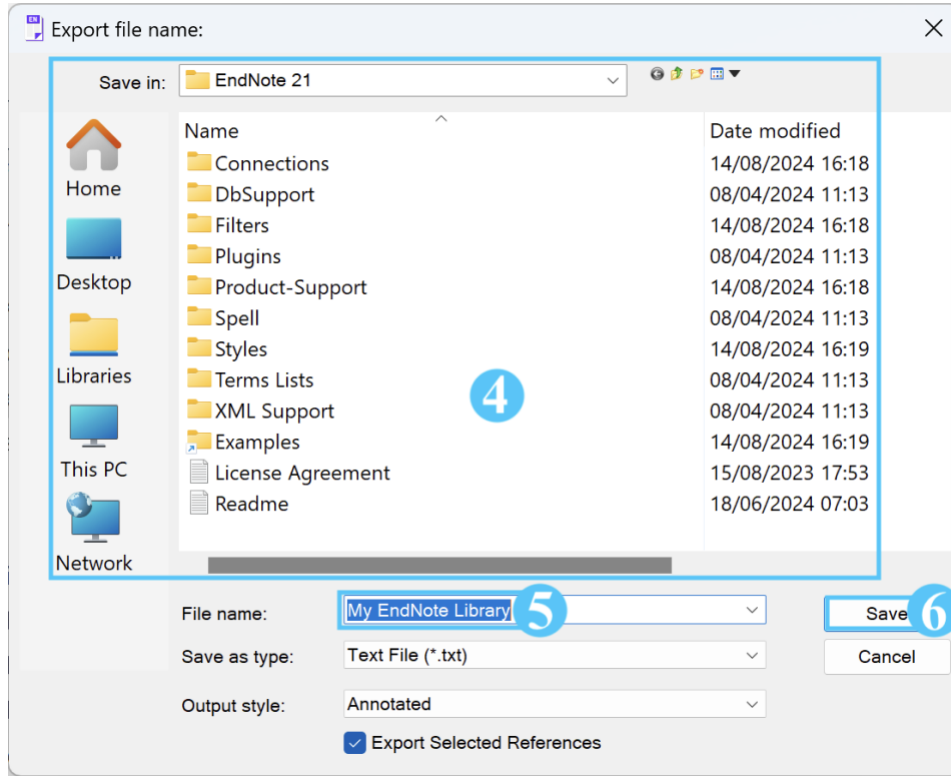 EN
Export file name:
Save in: EndNote 21
Name Date modified
Connections 14/08/2024 16:18
DbSupport 08/04/2024 11:13
Filters 14/08/2024 16:18
Plugins 08/04/2024 11:13
Product-Support 14/08/2024 16:18
Spell 08/04/2024 11:13
Styles 14/08/2024 16:19
Terms Lists 08/04/2024 11:13
XML Support 08/04/2024 11:13
Examples 14/08/2024 16:19
License Agreement 15/08/2023 17:53
Readme 18/06/2024 07:03
Home
Desktop
Libraries
This PC
Network
4
File name: My EndNote Library 5 Save 6
Save as type: Text File (*.txt) Cancel
Output style: Annotated
Export Selected References